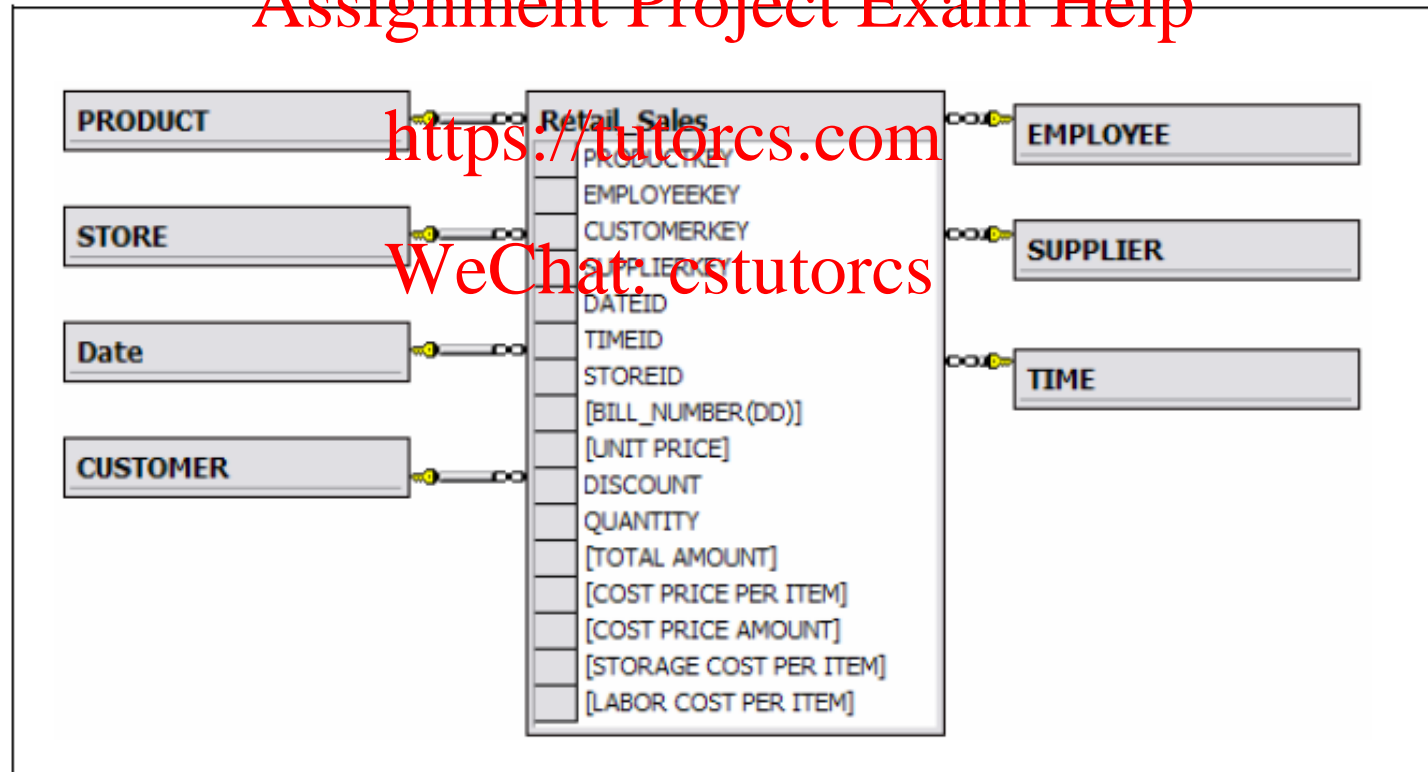 Assignment Project Exam Help
PRODUCT
STORE
Date
CUSTOMER
Retail_Sales
https://tutorcs.com
PRODUCTKEY
EMPLOYEEKEY
CUSTOMERKEY
SUPPLIERKEY
WeChat: cstutorcs
DATEID
TIMEID
STOREID
[BILL_NUMBER(DD)]
[UNIT PRICE]
DISCOUNT
QUANTITY
[TOTAL AMOUNT]
[COST PRICE PER ITEM]
[COST PRICE AMOUNT]
[STORAGE COST PER ITEM]
[LABOR COST PER ITEM]
EMPLOYEE
SUPPLIER
TIME